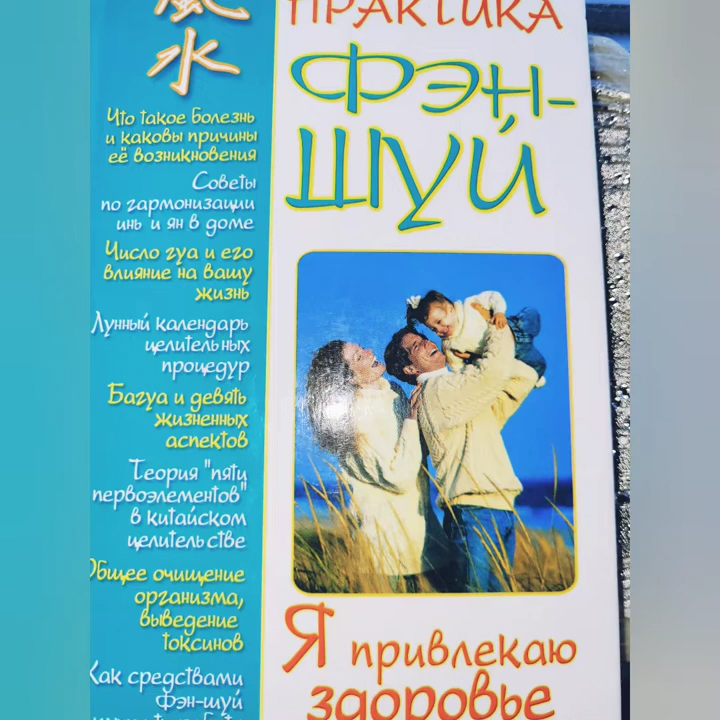 風
水
Что такое болезнь
и каковы причины
её возникновения
Советы
по гармонизации
инь и ян в доме
Число гуа и его
влияние на вашу
жизнь
Лунный календарь
целительных
процедур
Багуа и девять
жизненных
аспектов
Теория "пяти
первоэлементов"
в китайском
целительстве
Общее очищение
организма,
выведение
токсинов
Как средствами
Фэн-шуй
ПРАКТИКА
ФЭН-
ШУЙ
Я привлекаю
здоровье